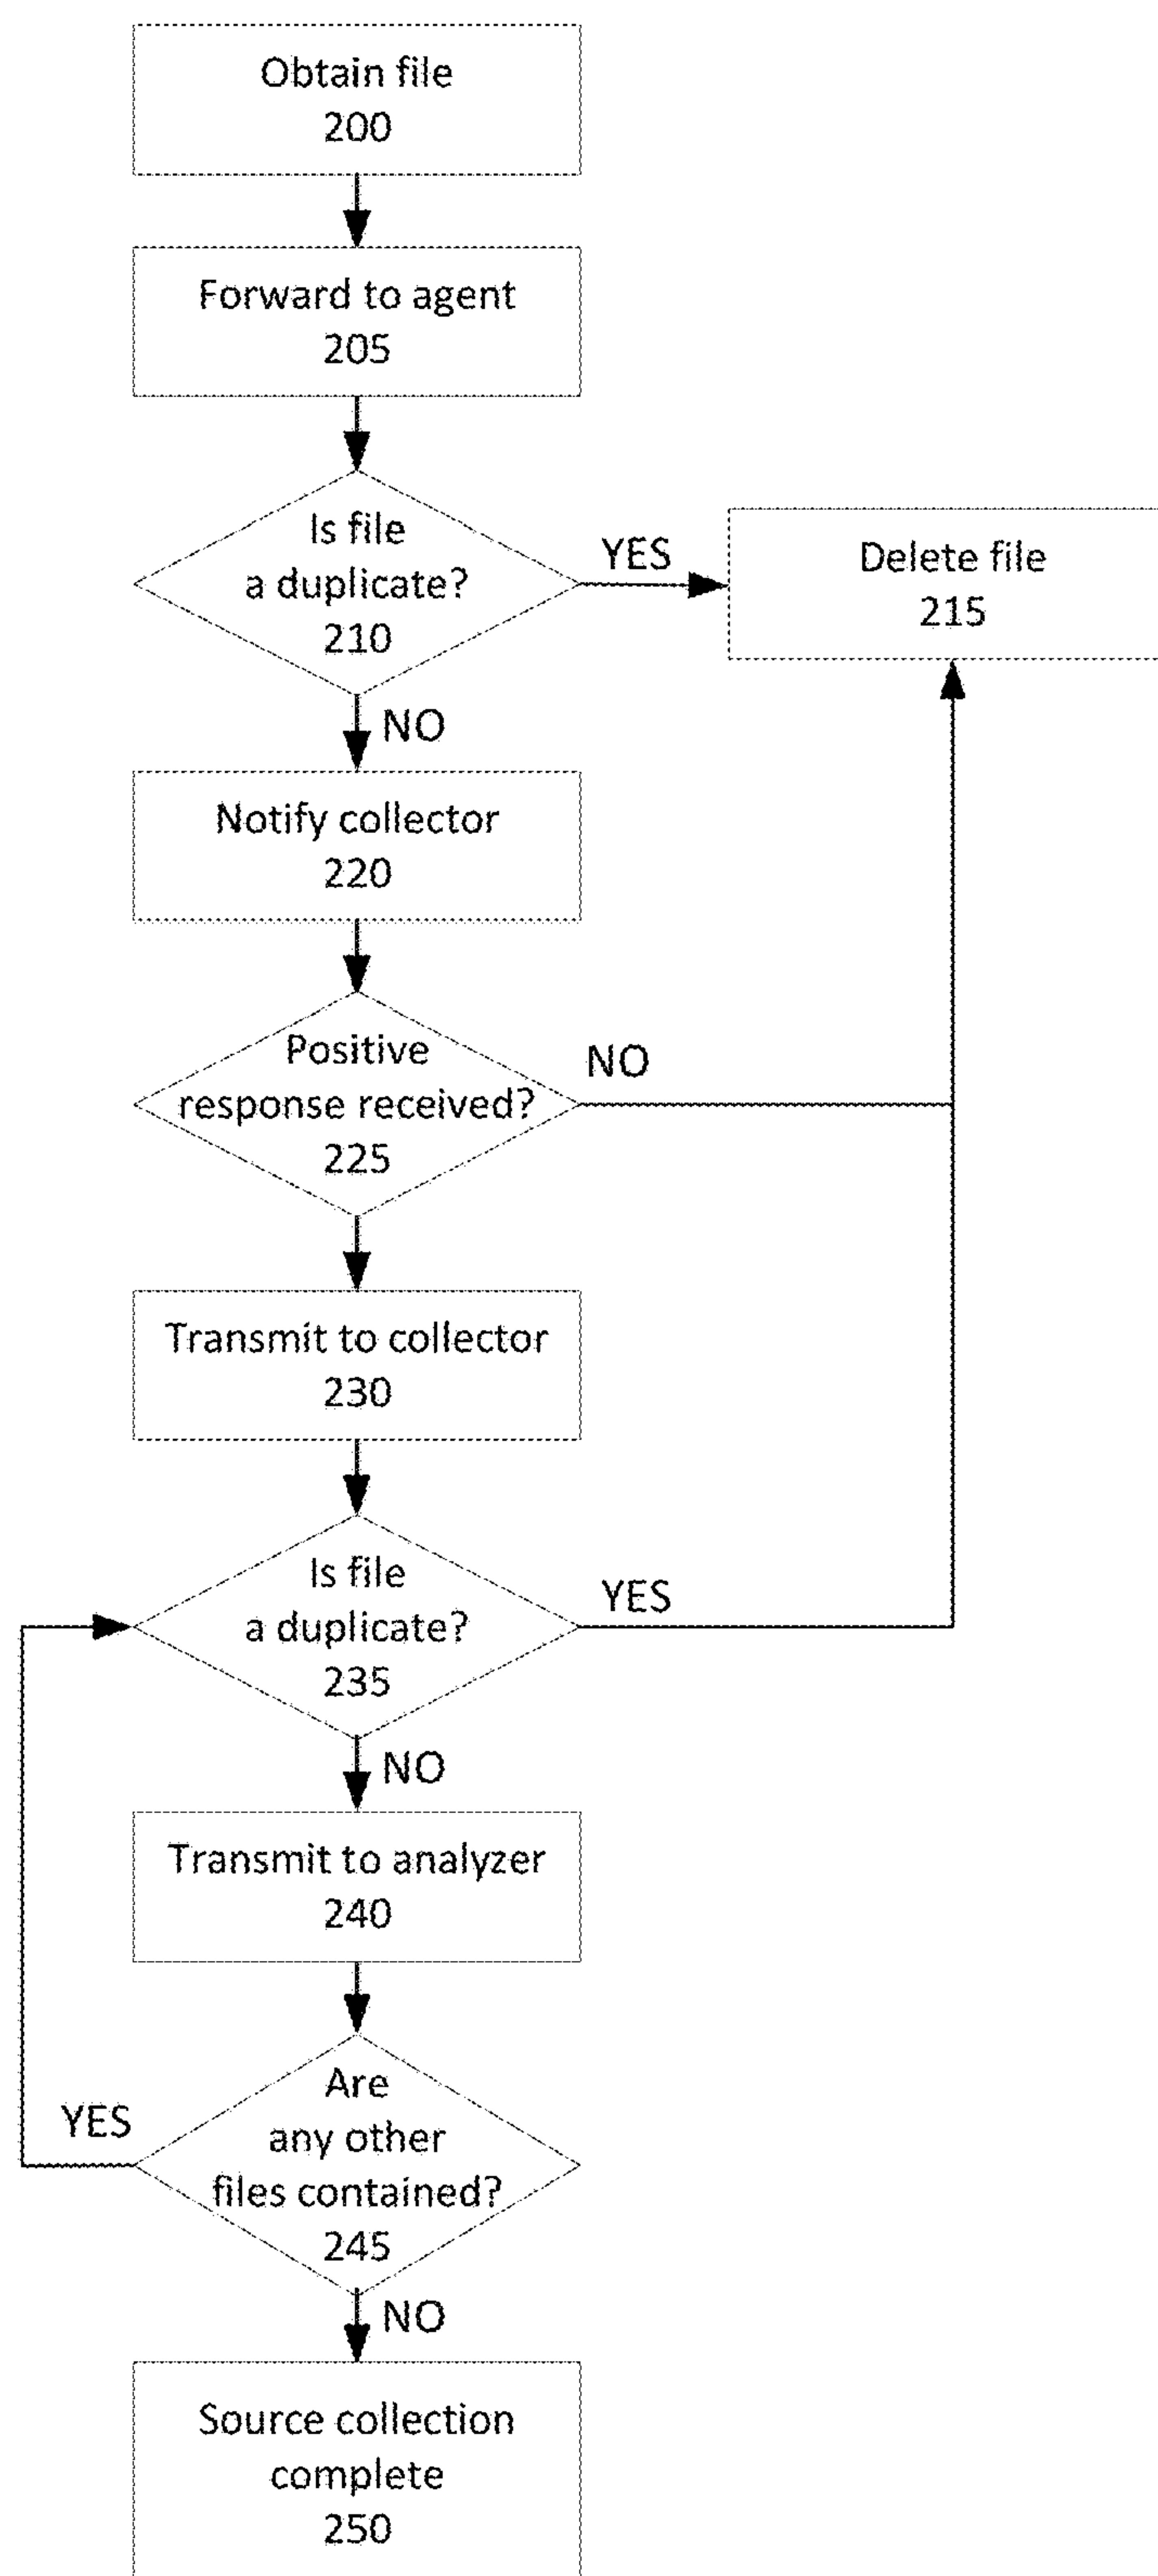 Obtain file
200
Forward to agent
205
Is file
a duplicate?
210
YES
Delete file
215
NO
Notify collector
220
Positive
response received?
225
NO
Transmit to collector
230
Is file
a duplicate?
235
YES
NO
Transmit to analyzer
240
Are
any other
files contained?
245
YES
NO
Source collection
complete
250